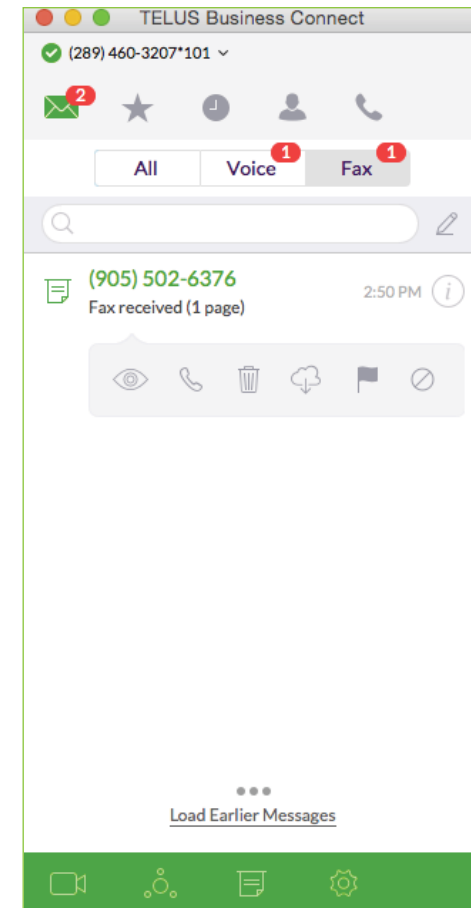 TELUS Business Connect
(289) 460-3207*101
2
1
1
All Voice Fax
(905) 502-6376
2:50 PM i
Fax received (1 page)
Load Earlier Messages